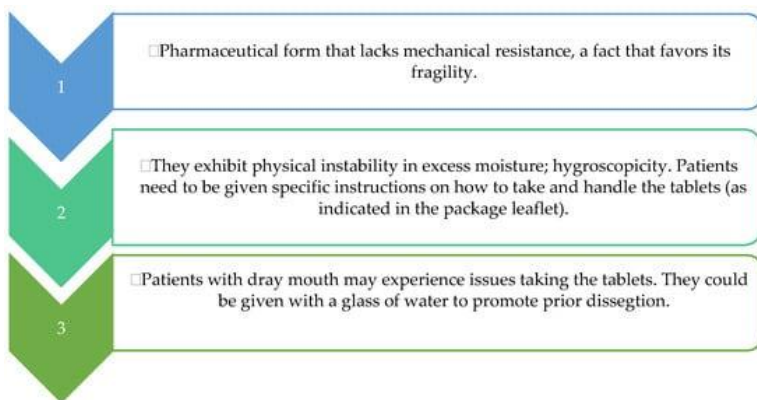 1
□Pharmaceutical form that lacks mechanical resistance, a fact that favors its
fragility.
2
□They exhibit physical instability in excess moisture; hygroscopicity. Patients
need to be given specific instructions on how to take and handle the tablets (as
indicated in the package leaflet).
3
□Patients with dray mouth may experience issues taking the tablets. They could
be given with a glass of water to promote prior dissegtion.